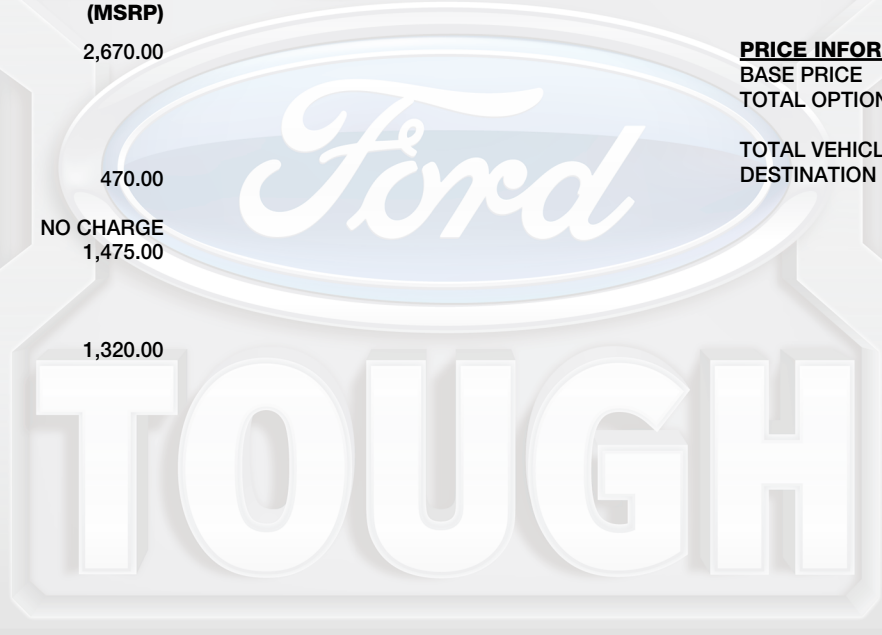 (MSRP)
2,670.00
470.00
NO CHARGE
1,475.00
1,320.00
PRICE INFOR
BASE PRICE
TOTAL OPTION
TOTAL VEHICL
DESTINATION
Ford
TOUGH